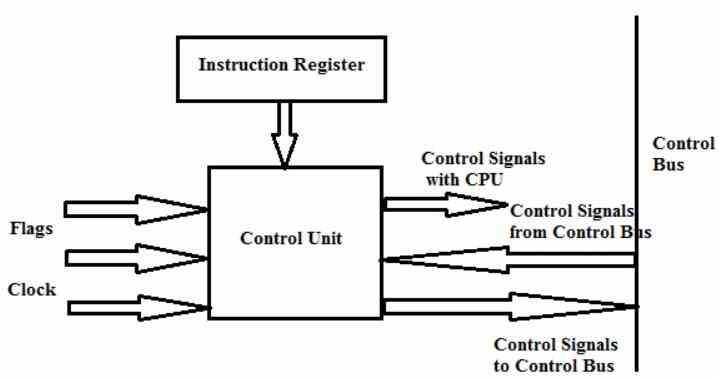 Instruction Register
Control
Bus
Control Signals
with CPU
Control Signals
from Control Bus
Flags
Control Unit
Clock
Control Signals
to Control Bus